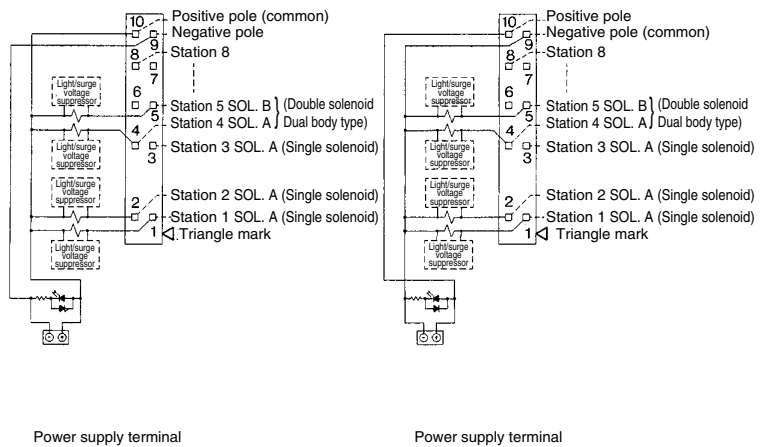 10 Positive pole (common)
Negative pole
9
8 Station 8
7
Light/surge
voltage
suppressor
6
Station 5 SOL. B (Double solenoid
5
Station 4 SOL. A Dual body type)
4
Station 3 SOL. A (Single solenoid)
3
Light/surge
voltage
suppressor
Light/surge
voltage
suppressor
Station 2 SOL. A (Single solenoid)
2
Station 1 SOL. A (Single solenoid)
1 Triangle mark
Light/surge
voltage
suppressor
Power supply terminal
10 Positive pole
Negative pole (common)
9
8 Station 8
7
Light/surge
voltage
suppressor
6
Station 5 SOL. B (Double solenoid
5
Station 4 SOL. A Dual body type)
4
Station 3 SOL. A (Single solenoid)
3
Light/surge
voltage
suppressor
Light/surge
voltage
suppressor
Station 2 SOL. A (Single solenoid)
2
Station 1 SOL. A (Single solenoid)
1 Triangle mark
Light/surge
voltage
suppressor
Power supply terminal